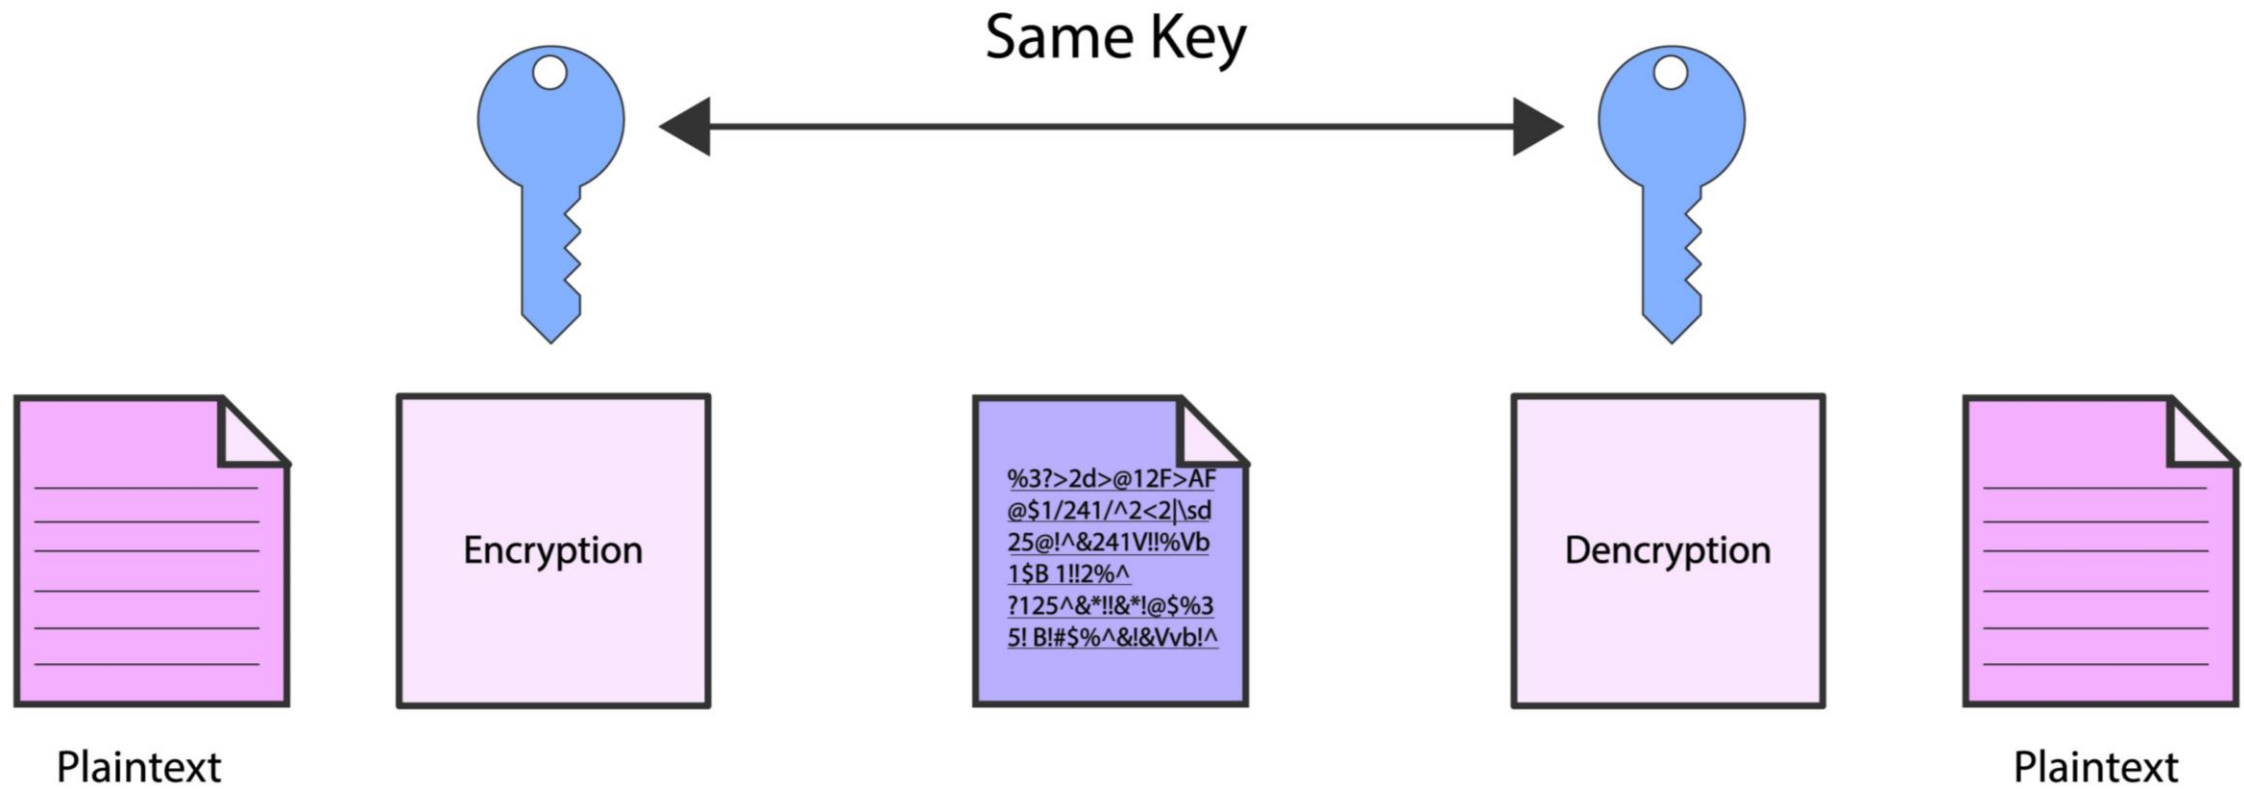 Same Key
Encryption
%3?>2d>@12F>AF
@$1/241/^2<2|\sd
25@!^&241V!!%Vb
1$B 1!!2%^
?125^&*!!&*!@$%3
5! B!#$%^&!&Vvb!^
Dencryption
Plaintext
Plaintext